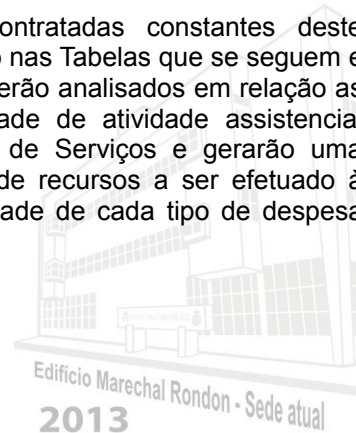 ontratadas constantes deste
o nas Tabelas que se seguem e
erão analisados em relação as
ade de atividade assistencial
de Serviços e gerarão uma
de recursos a ser efetuado à
ade de cada tipo de despesa
Edifício Marechal Rondon - Sede atual
2013